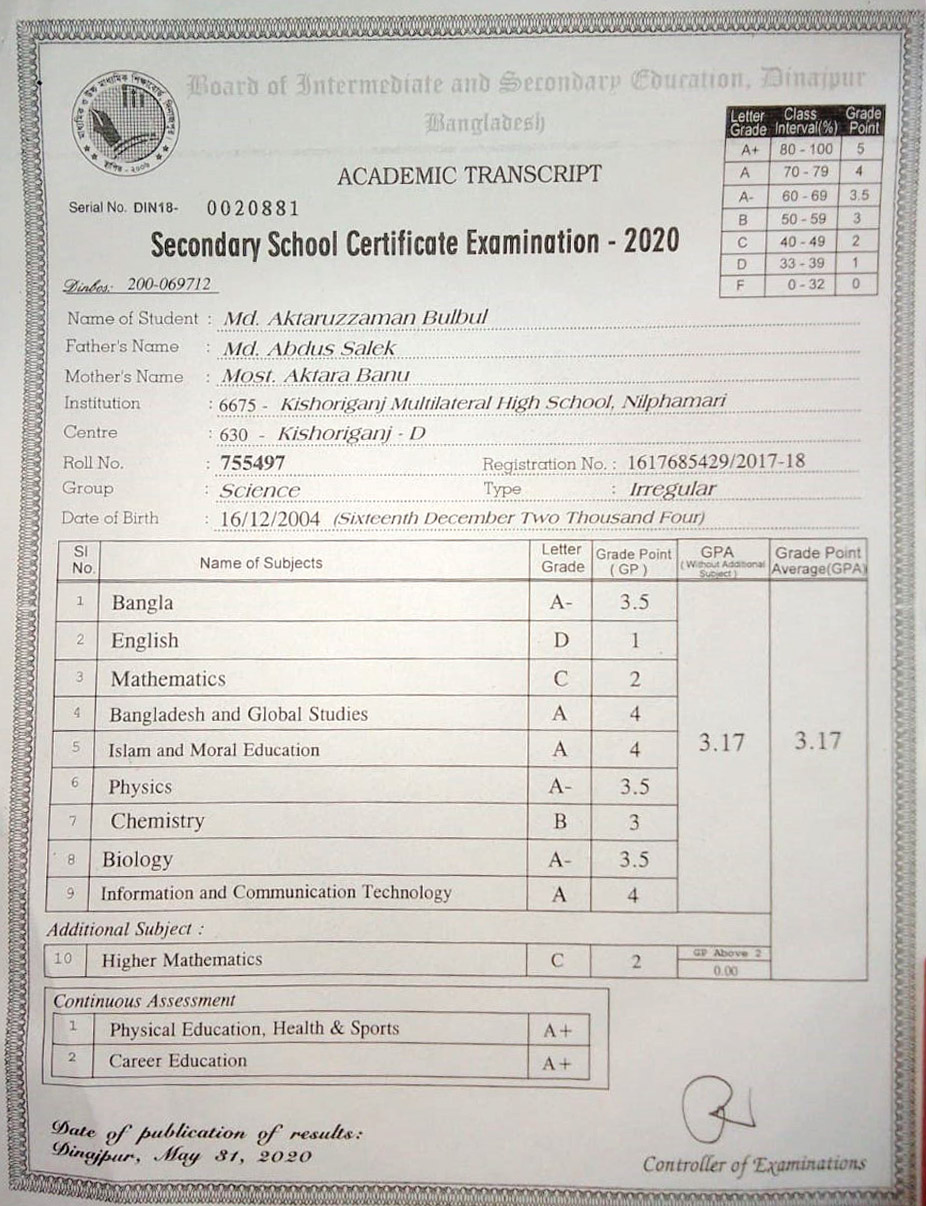 Board of Intermediate and Secondary Education, Dinajpur
Bangladesh
ACADEMIC TRANSCRIPT
Serial No. DIN18- 0020881
Secondary School Certificate Examination - 2020
Letter Grade Class Interval(%) Grade Point
A+ 80 - 100 5
A 70 - 79 4
A- 60 - 69 3.5
B 50 - 59 3
C 40 - 49 2
D 33 - 39 1
F 0 - 32 0
Dinbos: 200-069712
Name of Student : Md. Aktaruzzaman Bulbul
Father's Name : Md. Abdus Salek
Mother's Name : Most. Aktara Banu
Institution : 6675 - Kishoriganj Multilateral High School, Nilphamari
Centre : 630 - Kishoriganj - D
Roll No. : 755497 Registration No. : 1617685429/2017-18
Group : Science Type : Irregular
Date of Birth : 16/12/2004 (Sixteenth December Two Thousand Four)
Sl No. Name of Subjects Letter Grade Grade Point (GP) GPA (Without Additional Subject) Grade Point Average(GPA)
1 Bangla A- 3.5
2 English D 1
3 Mathematics C 2
4 Bangladesh and Global Studies A 4
5 Islam and Moral Education A 4 3.17 3.17
6 Physics A- 3.5
7 Chemistry B 3
8 Biology A- 3.5
9 Information and Communication Technology A 4
Additional Subject :
10 Higher Mathematics C 2 GP Above 2
0.00
Continuous Assessment
1 Physical Education, Health & Sports A+
2 Career Education A+
Date of publication of results:
Dinajpur, May 31, 2020
Controller of Examinations